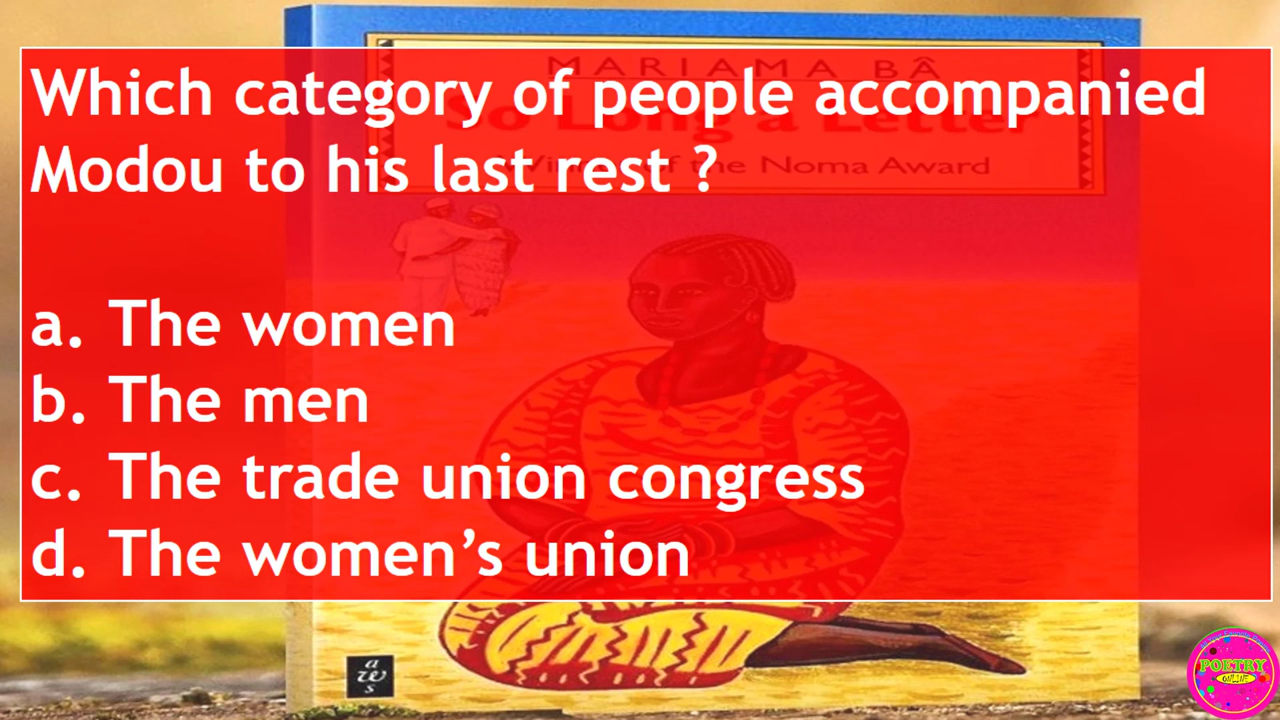 Which category of people accompanied
Modou to his last rest ?
a. The women
b. The men
c. The trade union congress
d. The women's union
MARIAMA BÂ
So Long a Letter
of the Noma Award
a
w
s
POETRY
ONLINE